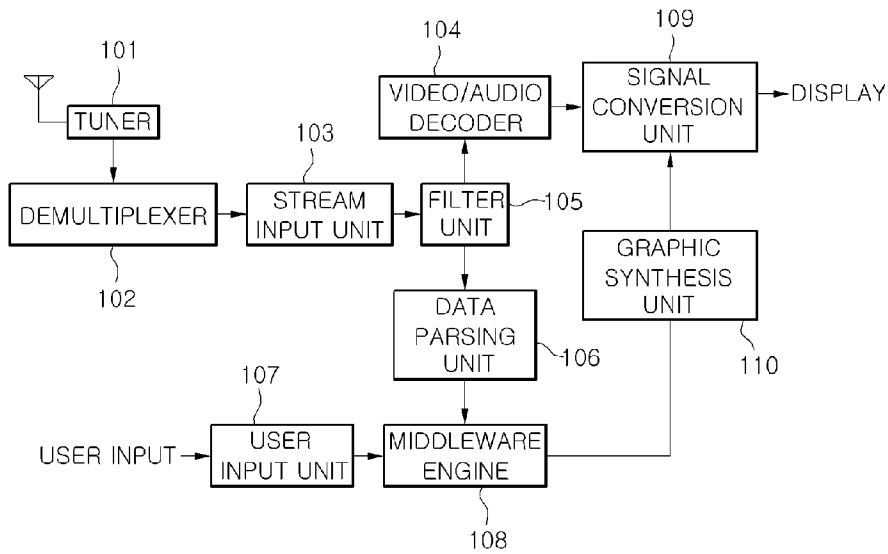 101
TUNER
DEMULTIPLEXER
102
103
STREAM
INPUT UNIT
104
VIDEO/AUDIO
DECODER
FILTER
UNIT
105
109
SIGNAL
CONVERSION
UNIT
DISPLAY
GRAPHIC
SYNTHESIS
UNIT
110
DATA
PARSING
UNIT
106
107
USER INPUT
USER
INPUT UNIT
MIDDLEWARE
ENGINE
108